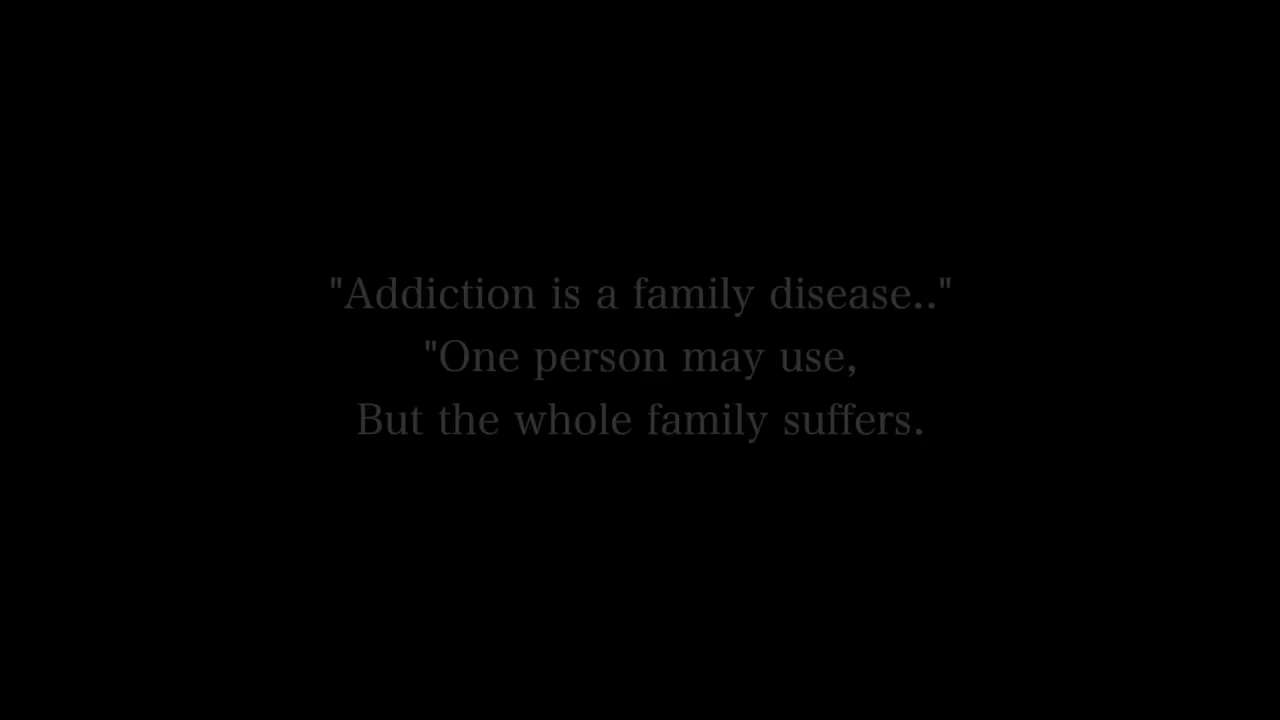 "Addiction is a family disease.."
"One person may use,
But the whole family suffers.